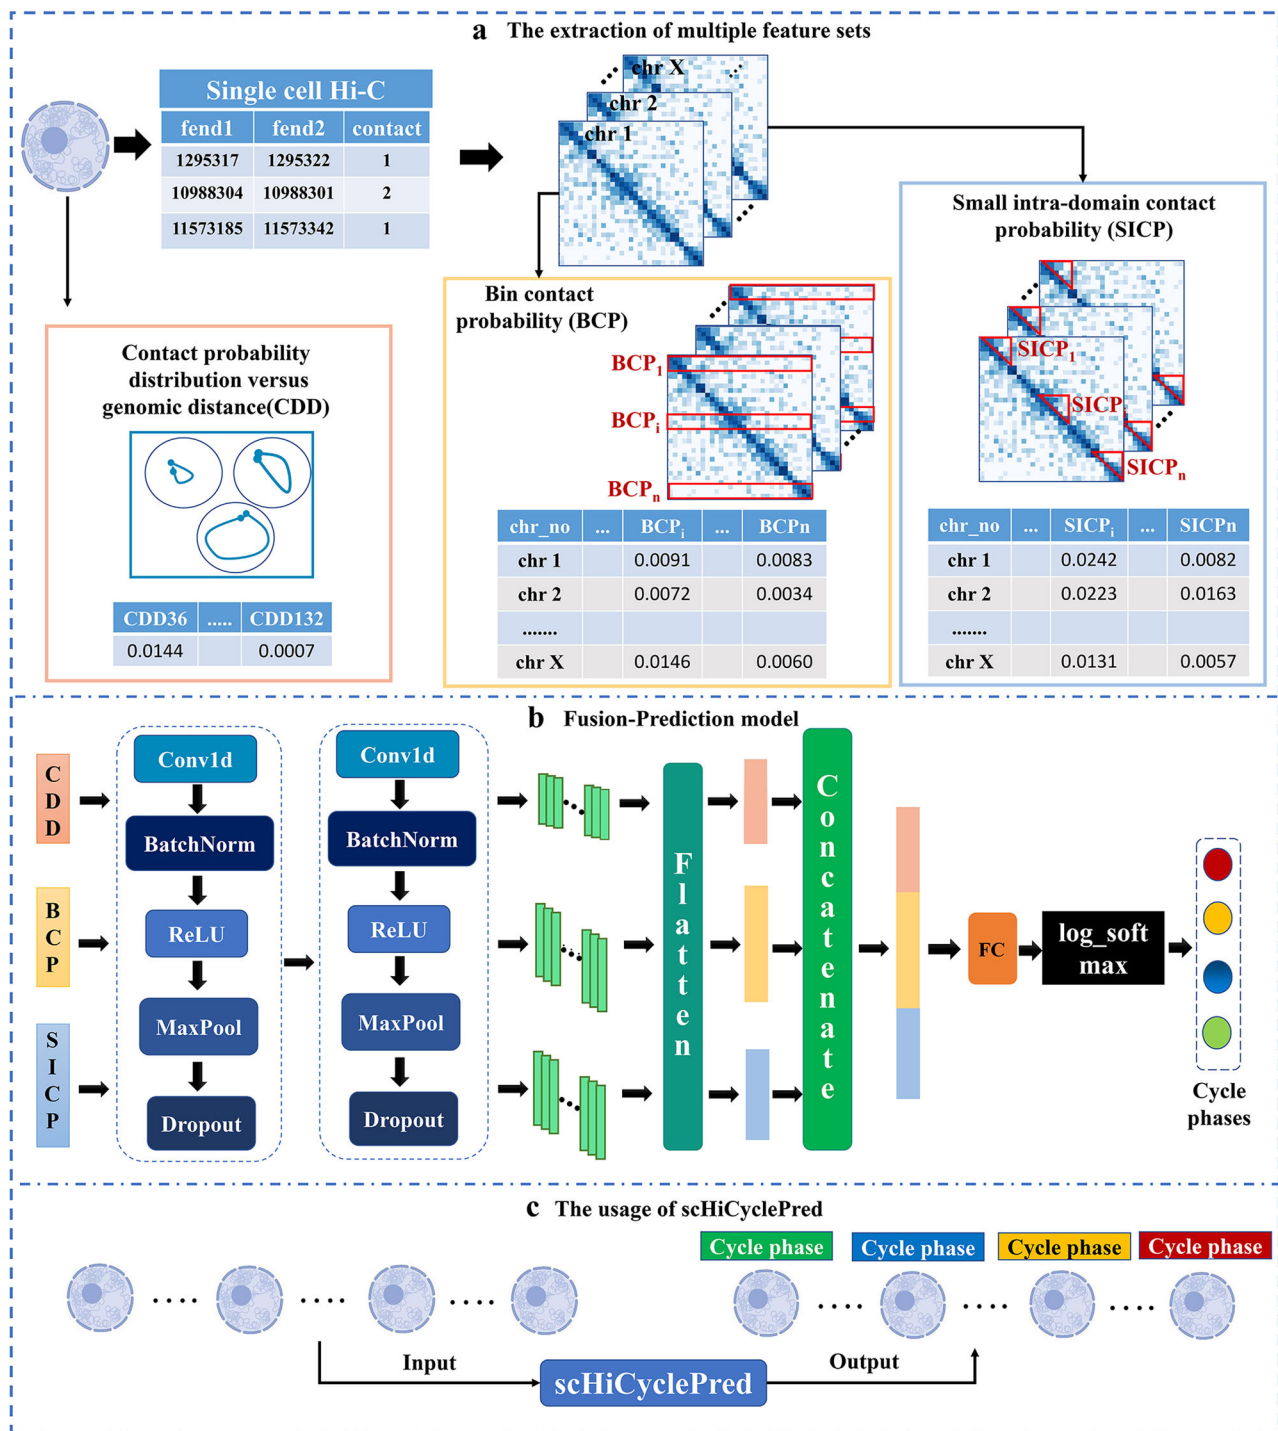 a The extraction of multiple feature sets
Single cell Hi-C
fend1 fend2 contact
1295317 1295322 1
10988304 10988301 2
11573185 11573342 1
chr X
chr 2
chr 1
Contact probability
distribution versus
genomic distance(CDD)
CDD36 ..... CDD132
0.0144 0.0007
Bin contact
probability (BCP)
BCP1
BCPi
BCPn
chr_no ... BCPi ... BCPn
chr 1 0.0091 0.0083
chr 2 0.0072 0.0034
.......
chr X 0.0146 0.0060
Small intra-domain contact
probability (SICP)
SICP1
SICPi
SICPn
chr_no ... SICPi ... SICPn
chr 1 0.0242 0.0082
chr 2 0.0223 0.0163
.......
chr X 0.0131 0.0057
b Fusion-Prediction model
CDD
BCP
SICP
Conv1d
BatchNorm
ReLU
MaxPool
Dropout
Conv1d
BatchNorm
ReLU
MaxPool
Dropout
Flatten
Concatenate
FC
log_soft
max
Cycle
phases
c The usage of scHiCyclePred
Cycle phase Cycle phase Cycle phase Cycle phase
Input
scHiCyclePred
Output